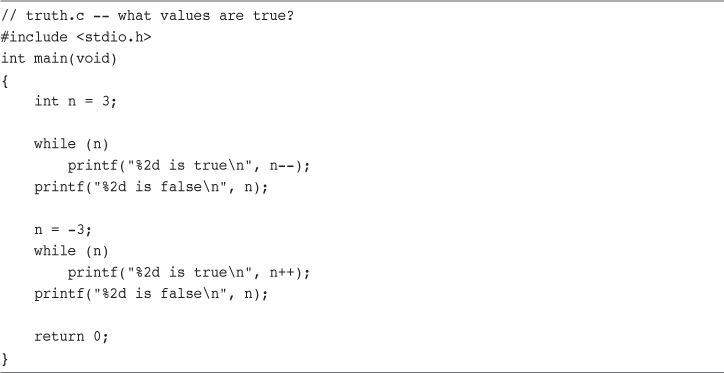 // truth.c -- what values are true?
#include <stdio.h>
int main(void)
{
    int n = 3;

    while (n)
        printf("%2d is true\n", n--);
    printf("%2d is false\n", n);

    n = -3;
    while (n)
        printf("%2d is true\n", n++);
    printf("%2d is false\n", n);

    return 0;
}